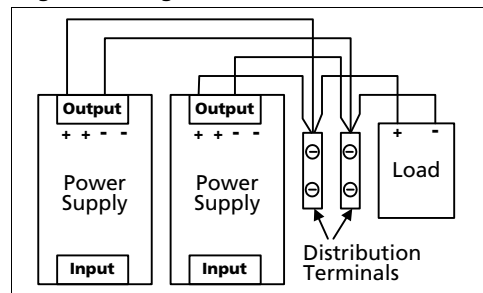 Output
+ + - -
Power
Supply
Input
Output
+ + - -
Power
Supply
Input
Distribution
Terminals
+ -
Load